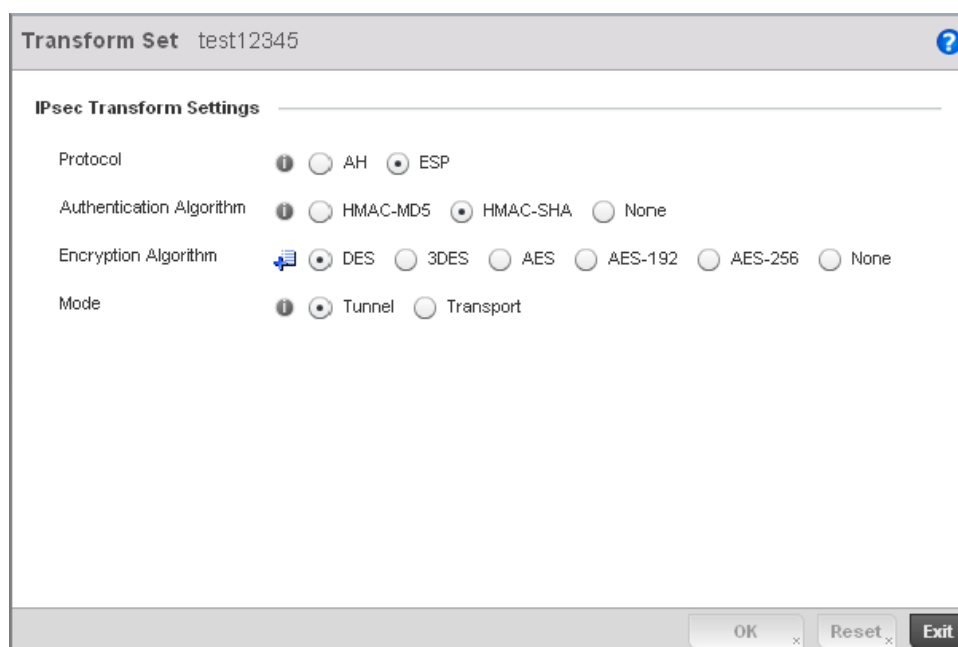 Transform Set test12345
?
IPsec Transform Settings
Protocol i AH ESP
Authentication Algorithm i HMAC-MD5 HMAC-SHA None
Encryption Algorithm DES 3DES AES AES-192 AES-256 None
Mode i Tunnel Transport
OK Reset Exit